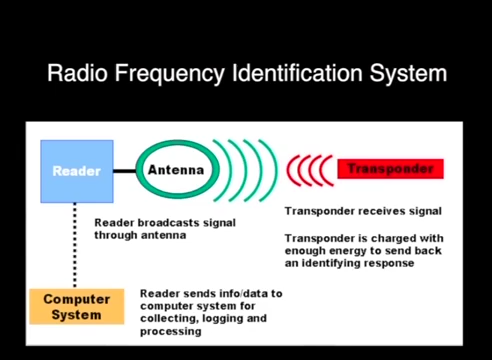 Radio Frequency Identification System
Reader
Antenna
Transponder
Reader broadcasts signal
through antenna
Transponder receives signal
Transponder is charged with
enough energy to send back
an identifying response
Computer
System
Reader sends info/data to
computer system for
collecting, logging and
processing